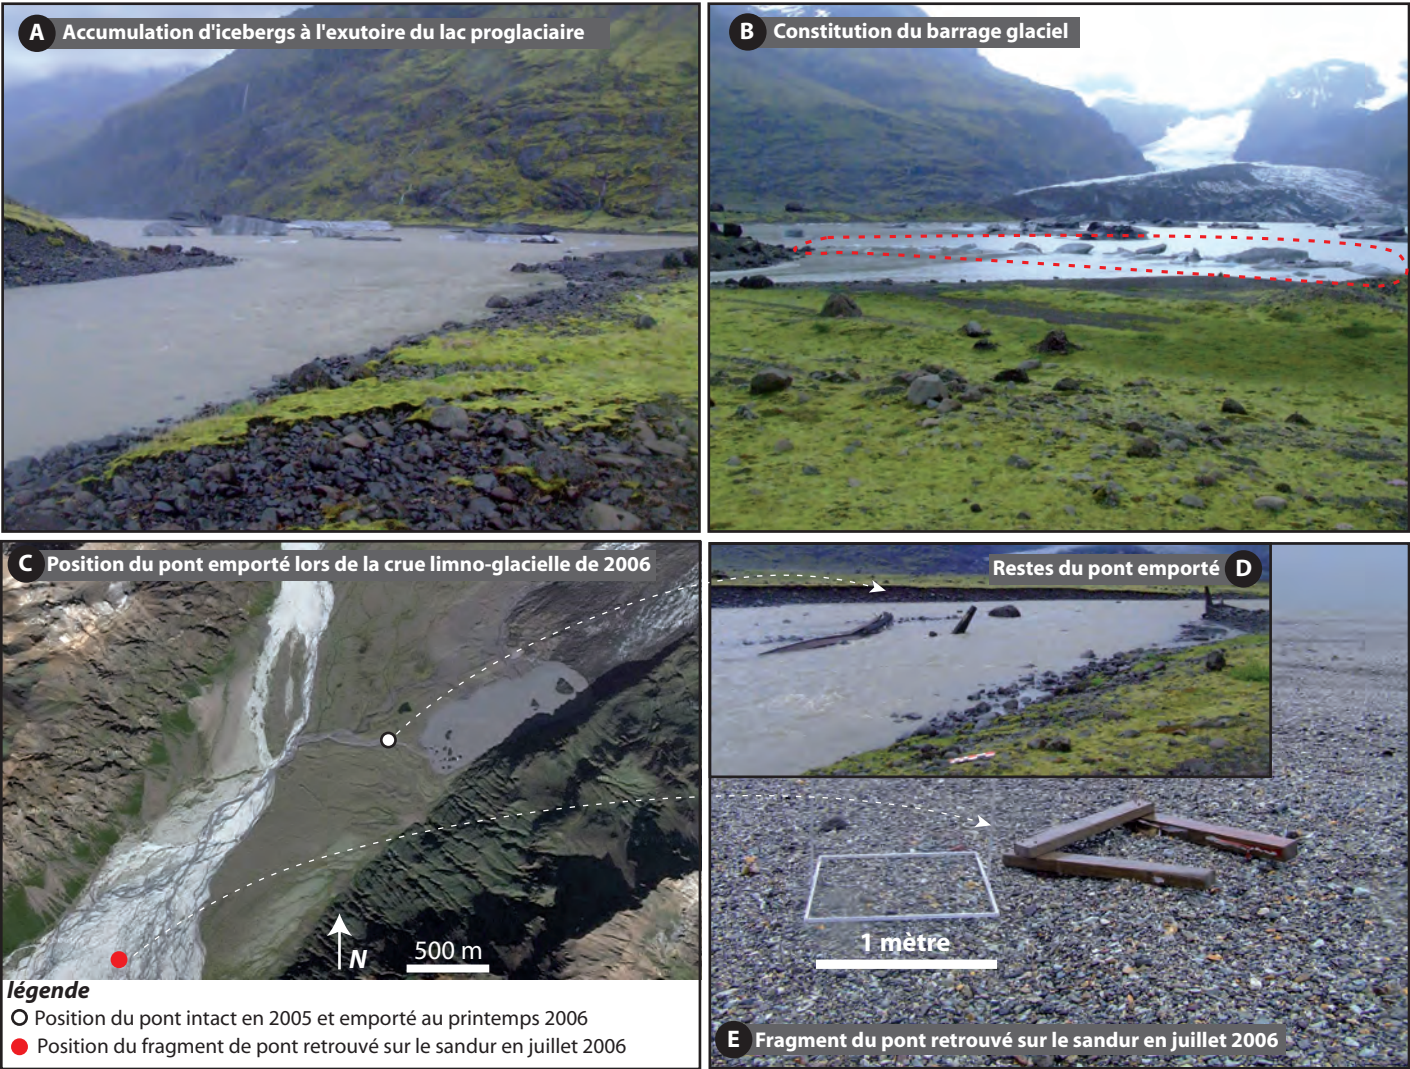 A Accumulation d'icebergs à l'exutoire du lac proglaciaire
B Constitution du barrage glaciel
C Position du pont emporté lors de la crue limno-glacielle de 2006
Restes du pont emporté D
N
500 m
1 mètre
légende
Position du pont intact en 2005 et emporté au printemps 2006
Position du fragment de pont retrouvé sur le sandur en juillet 2006
E Fragment du pont retrouvé sur le sandur en juillet 2006